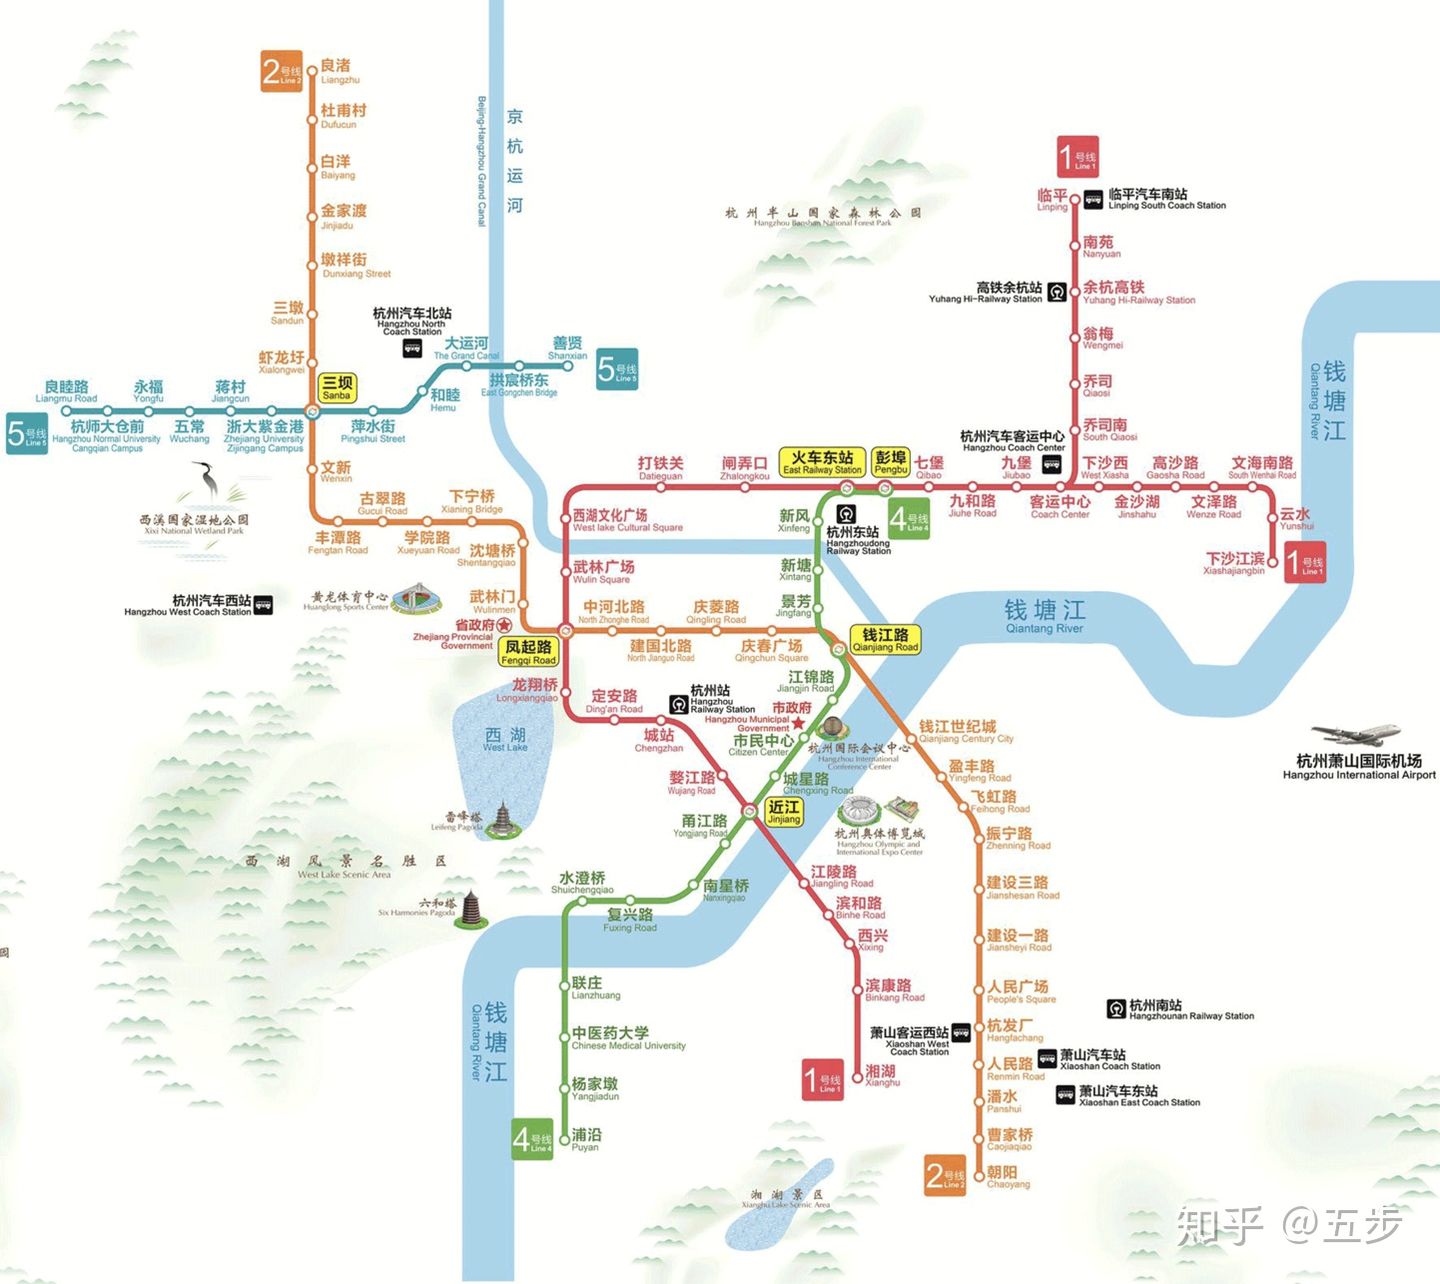 2号线
Line 2
良渚
Liangzhu
杜甫村
Dufucun
白洋
Baiyang
金家渡
Jinjiadu
墩祥街
Dunxiang Street
三墩
Sandun
虾龙圩
Xialongwei
三坝
Sanba
文新
Wenxin
丰潭路
Fengtan Road
古翠路
Gucui Road
学院路
Xueyuan Road
下宁桥
Xianing Bridge
沈塘桥
Shentangqiao
武林门
Wulinmen
省政府
Zhejiang Provincial
Government
凤起路
Fengqi Road
中河北路
North Zhonghe Road
建国北路
North Jianguo Road
庆菱路
Qingling Road
庆春广场
Qingchun Square
钱江路
Qianjiang Road
钱江世纪城
Qianjiang Century City
盈丰路
Yingfeng Road
飞虹路
Feihong Road
振宁路
Zhenning Road
建设三路
Jianshesan Road
建设一路
Jiansheyi Road
人民广场
People's Square
杭发厂
Hangfachang
人民路
Renmin Road
潘水
Panshui
曹家桥
Caojiaqiao
朝阳
Chaoyang
2号线
Line 2
5号线
Line 5
良睦路
Liangmu Road
杭师大仓前
Hangzhou Normal University
Cangqian Campus
永福
Yongfu
五常
Wuchang
蒋村
Jiangcun
浙大紫金港
Zhejiang University
Zijingang Campus
萍水街
Pingshui Street
和睦
Hemu
大运河
The Grand Canal
拱宸桥东
East Gongchen Bridge
善贤
Shanxian
5号线
Line 5
杭州汽车北站
Hangzhou North
Coach Station
京杭运河
Beijing-Hangzhou Grand Canal
杭州半山国家森林公园
Hangzhou Banshan National Forest Park
1号线
Line 1
临平
Linping
临平汽车南站
Linping South Coach Station
南苑
Nanyuan
高铁余杭站
Yuhang Hi-Railway Station
余杭高铁
Yuhang Hi-Railway Station
翁梅
Wengmei
乔司
Qiaosi
乔司南
South Qiaosi
杭州汽车客运中心
Hangzhou Coach Center
客运中心
Coach Center
下沙西
West Xiasha
金沙湖
Jinshahu
高沙路
Gaosha Road
文泽路
Wenze Road
文海南路
South Wenhai Road
云水
Yunshui
下沙江滨
Xiashajiangbin
1号线
Line 1
九和路
Jiuhe Road
九堡
Jiubao
七堡
Qibao
彭埠
Pengbu
火车东站
East Railway Station
闸弄口
Zhalongkou
打铁关
Datieguan
西湖文化广场
West lake Cultural Square
武林广场
Wulin Square
龙翔桥
Longxiangqiao
定安路
Ding'an Road
城站
Chengzhan
杭州站
Hangzhou
Railway Station
婺江路
Wujiang Road
近江
Jinjiang
江陵路
Jiangling Road
滨和路
Binhe Road
西兴
Xixing
滨康路
Binkang Road
湘湖
Xianghu
1号线
Line 1
4号线
Line 4
杭州东站
Hangzhoudong
Railway Station
新风
Xinfeng
新塘
Xintang
景芳
Jingfang
江锦路
Jiangjin Road
市政府
Hangzhou Municipal
Government
市民中心
Citizen Center
城星路
Chengxing Road
甬江路
Yongjiang Road
南星桥
Nanxingqiao
复兴路
Fuxing Road
水澄桥
Shuichengqiao
联庄
Lianzhuang
中医药大学
Chinese Medical University
杨家墩
Yangjiadun
浦沿
Puyan
4号线
Line 4
西溪国家湿地公园
Xixi National Wetland Park
杭州汽车西站
Hangzhou West Coach Station
黄龙体育中心
Huanglong Sports Center
西湖
West Lake
雷峰塔
Leifeng Pagoda
西湖风景名胜区
West Lake Scenic Area
六和塔
Six Harmonies Pagoda
园
杭州国际会议中心
Hangzhou International
Conference Center
杭州奥体博览城
Hangzhou Olympic and
International Expo Center
钱塘江
Qiantang River
钱塘江
Qiantang River
钱塘江
Qiantang River
杭州萧山国际机场
Hangzhou International Airport
萧山客运西站
Xiaoshan West
Coach Station
杭州南站
Hangzhounan Railway Station
萧山汽车站
Xiaoshan Coach Station
萧山汽车东站
Xiaoshan East Coach Station
湘湖景区
Xianghu Lake Scenic Area
知乎 @五步